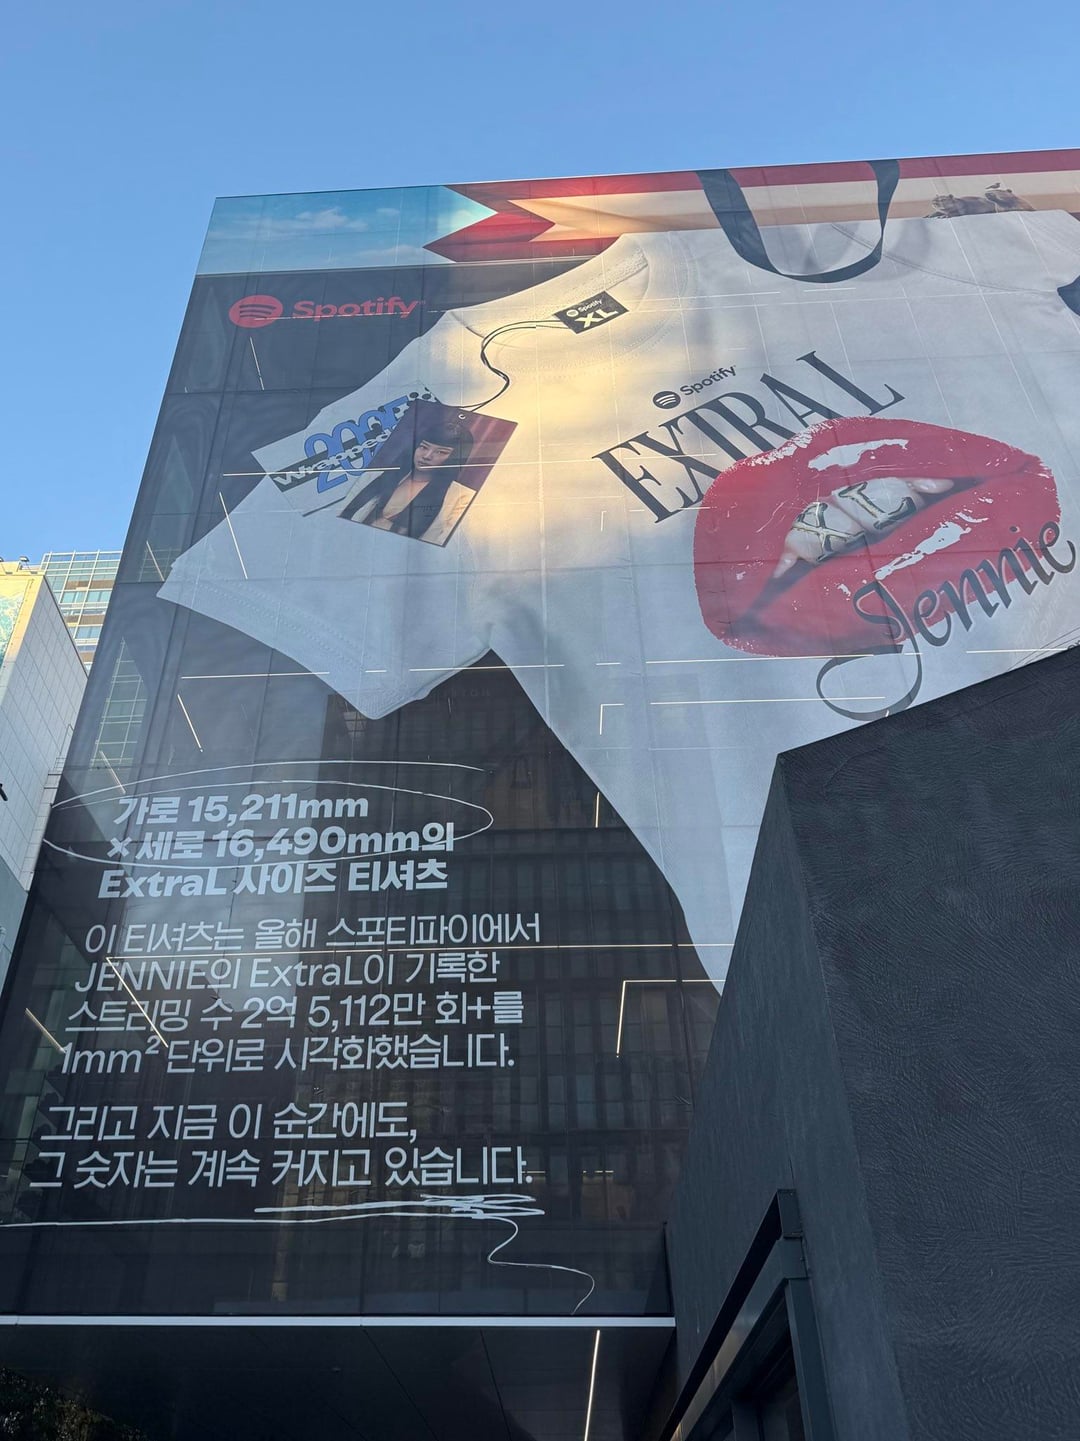 Spotify
Spotify
XL
2025
Wrapped
Spotify
EXTRAL
XL
Jennie
가로 15,211mm
× 세로 16,490mm의
ExtraL 사이즈 티셔츠
이 티셔츠는 올해 스포티파이에서
JENNIE의 ExtraL이 기록한
스트리밍 수 2억 5,112만 회+를
1mm² 단위로 시각화했습니다.
그리고 지금 이 순간에도,
그 숫자는 계속 커지고 있습니다.